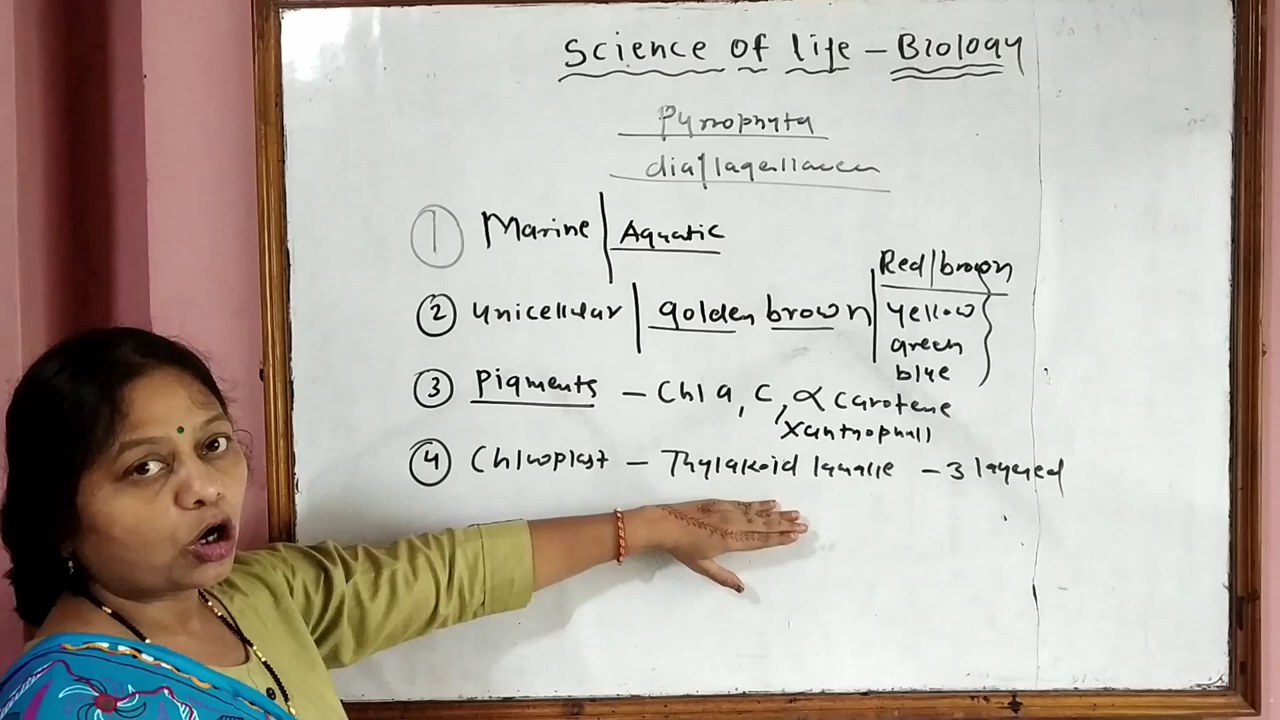 Science of life - Biology
Pyrrophyta
diaflagellaceen
① Marine | Aquatic
② Unicellular | golden brown | Red/brown
yellow
green
blue
③ Pigments - Chl a, c, α carotene
Xanthophyll
④ Chloroplast - Thylakoid lamalle - 3 layered